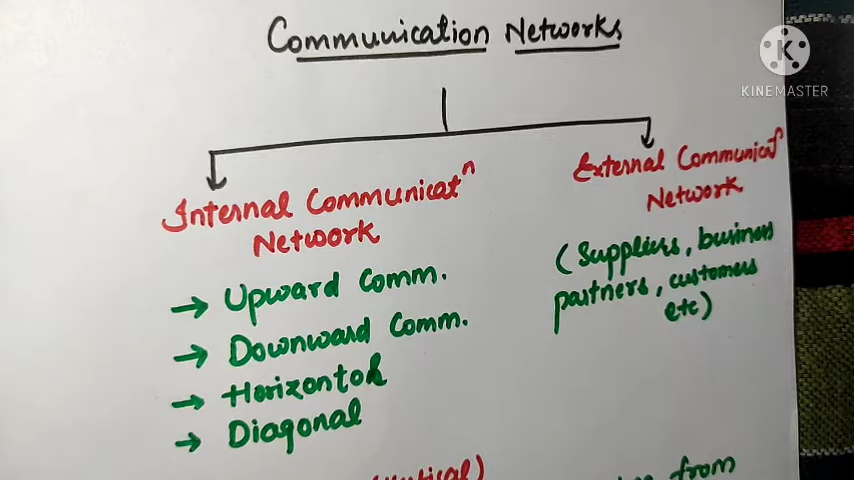 Communication Networks
K
KINEMASTER
Internal Communicatⁿ
Network
→ Upward Comm.
→ Downward Comm.
→ Horizontal
→ Diagonal
External Communicatⁿ
Network
(Suppliers, business
partners, customers
etc)
from